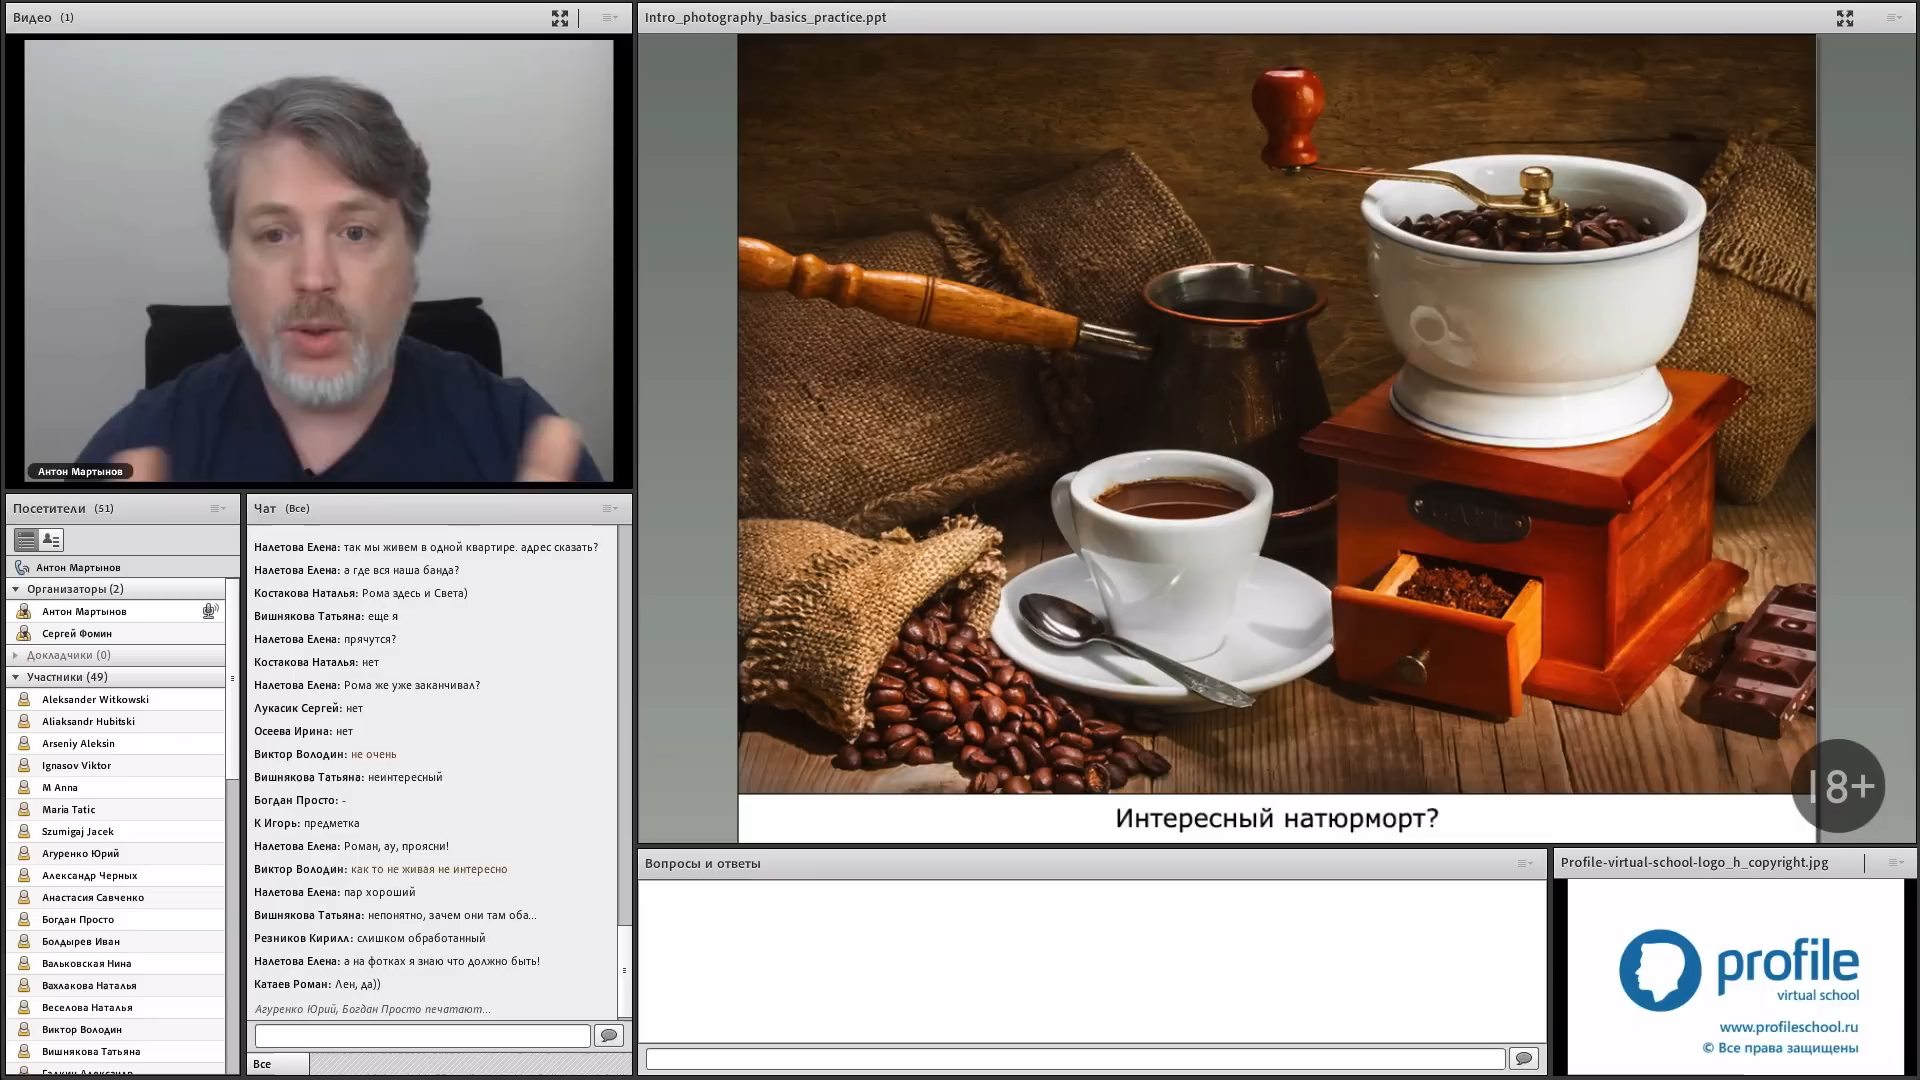 Видео (1)
Антон Мартынов
Посетители (51)
Антон Мартынов
Организаторы (2)
Антон Мартынов
Сергей Фомин
Докладчики (0)
Участники (49)
Aleksander Witkowski
Aliaksandr Hubitski
Arseniy Aleksin
Ignasov Viktor
M Anna
Maria Tatic
Szumigaj Jacek
Агуренко Юрий
Александр Черных
Анастасия Савченко
Богдан Просто
Болдырев Иван
Вальковская Нина
Вахлакова Наталья
Веселова Наталья
Виктор Володин
Вишнякова Татьяна
Чат (Все)
Налетова Елена: так мы живем в одной квартире. адрес сказать?
Налетова Елена: а где вся наша банда?
Костакова Наталья: Рома здесь и Света)
Вишнякова Татьяна: еще я
Налетова Елена: прячутся?
Костакова Наталья: нет
Налетова Елена: Рома же уже заканчивал?
Лукасик Сергей: нет
Осеева Ирина: нет
Виктор Володин: не очень
Вишнякова Татьяна: неинтересный
Богдан Просто: -
К Игорь: предметка
Налетова Елена: Роман, ау, проясни!
Виктор Володин: как то не живая не интересно
Налетова Елена: пар хороший
Вишнякова Татьяна: непонятно, зачем они там оба...
Резников Кирилл: слишком обработанный
Налетова Елена: а на фотках я знаю что должно быть!
Катаев Роман: Лен, да))
Агуренко Юрий, Богдан Просто печатают...
Все
Intro_photography_basics_practice.ppt
Интересный натюрморт?
18+
Вопросы и ответы
Profile-virtual-school-logo_h_copyright.jpg
profile
virtual school
www.profileschool.ru
© Все права защищены